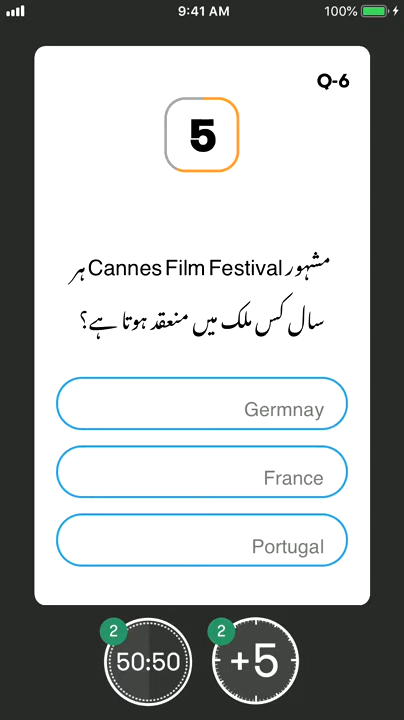 9:41 AM
100%
Q-6
5
مشہور Cannes Film Festival ہر
سال کس ملک میں منعقد ہوتا ہے؟
Germnay
France
Portugal
2
50:50
2
+5